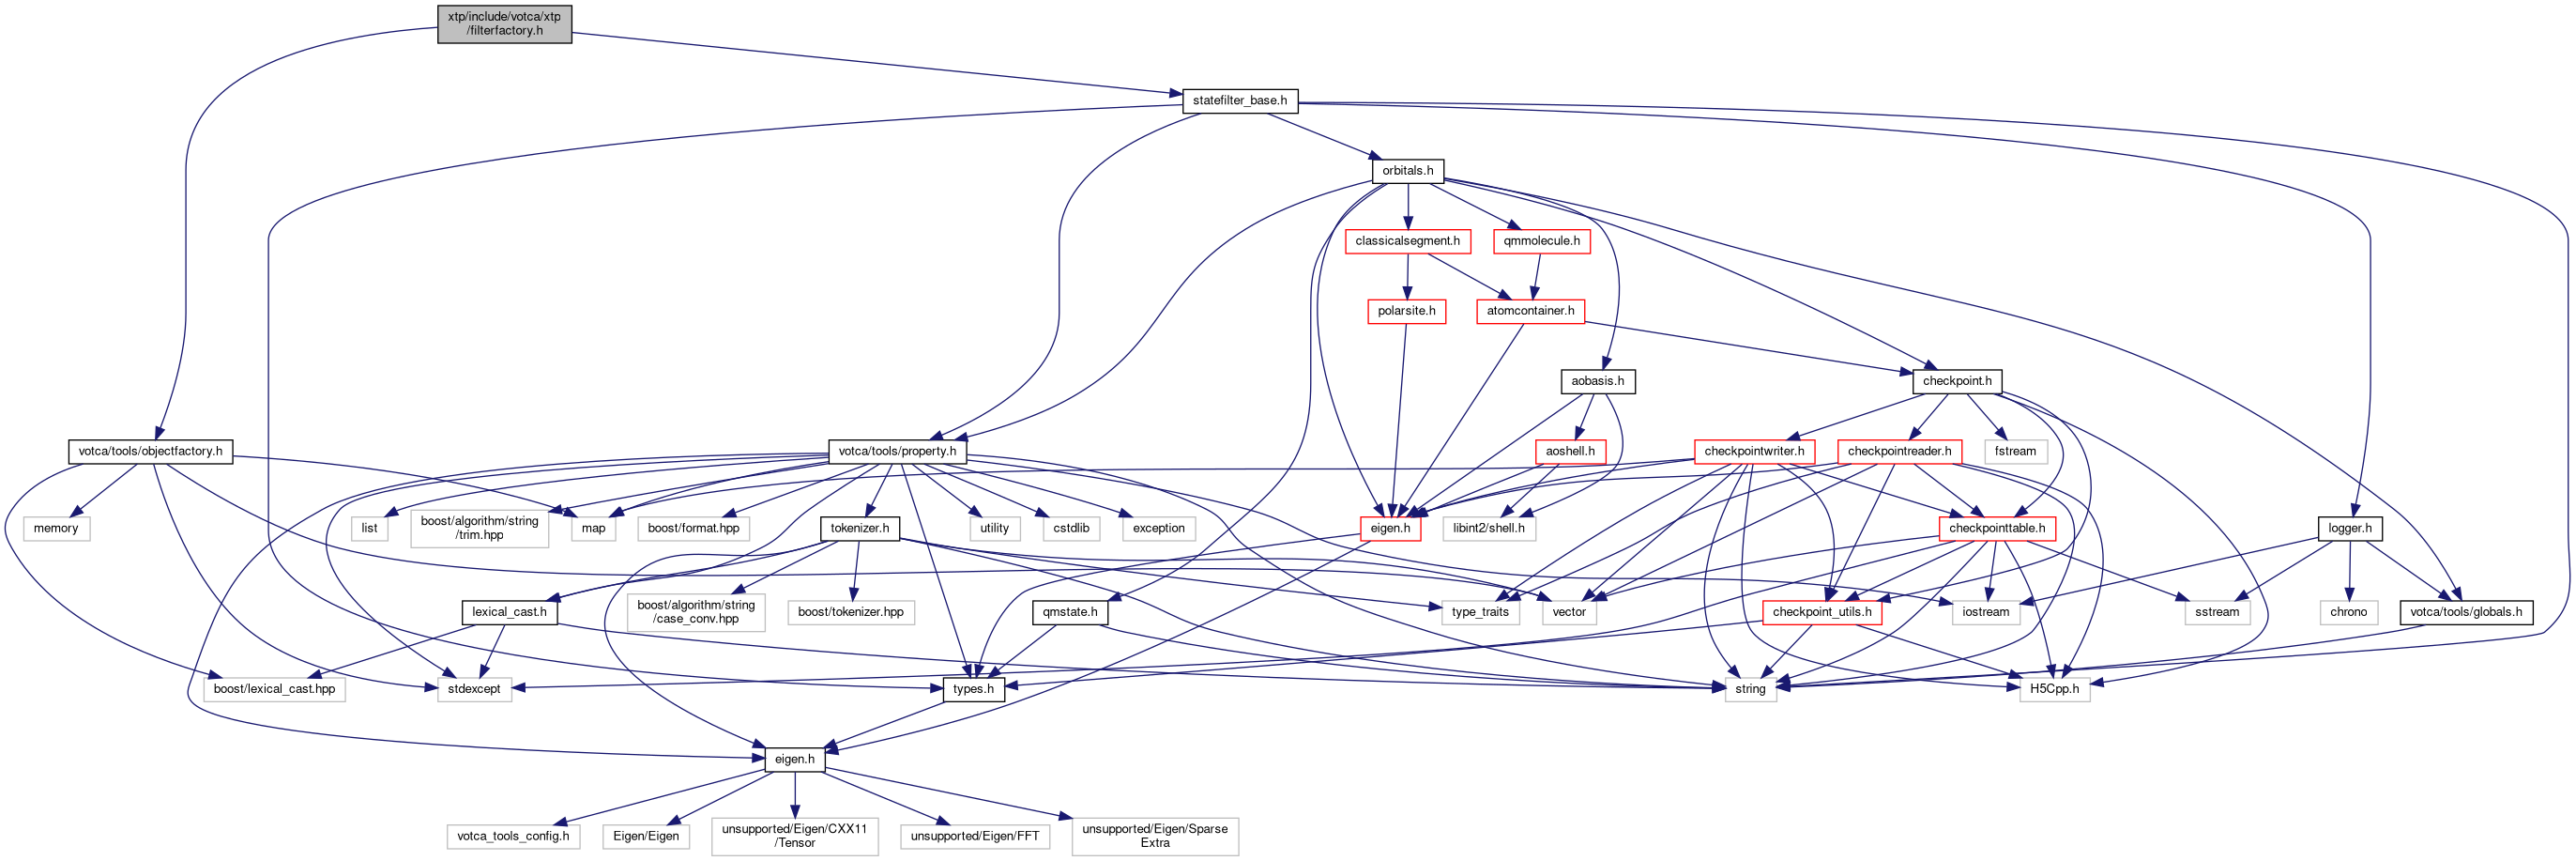 xtp/include/votca/xtp
/filterfactory.h
statefilter_base.h
orbitals.h
classicalsegment.h
qmmolecule.h
polarsite.h
atomcontainer.h
aobasis.h
checkpoint.h
votca/tools/objectfactory.h
votca/tools/property.h
aoshell.h
checkpointwriter.h
checkpointreader.h
fstream
memory
list
boost/algorithm/string
/trim.hpp
map
boost/format.hpp
tokenizer.h
utility
cstdlib
exception
eigen.h
libint2/shell.h
checkpointtable.h
logger.h
lexical_cast.h
boost/algorithm/string
/case_conv.hpp
boost/tokenizer.hpp
qmstate.h
type_traits
vector
checkpoint_utils.h
iostream
sstream
chrono
votca/tools/globals.h
boost/lexical_cast.hpp
stdexcept
types.h
string
H5Cpp.h
eigen.h
votca_tools_config.h
Eigen/Eigen
unsupported/Eigen/CXX11
/Tensor
unsupported/Eigen/FFT
unsupported/Eigen/Sparse
Extra